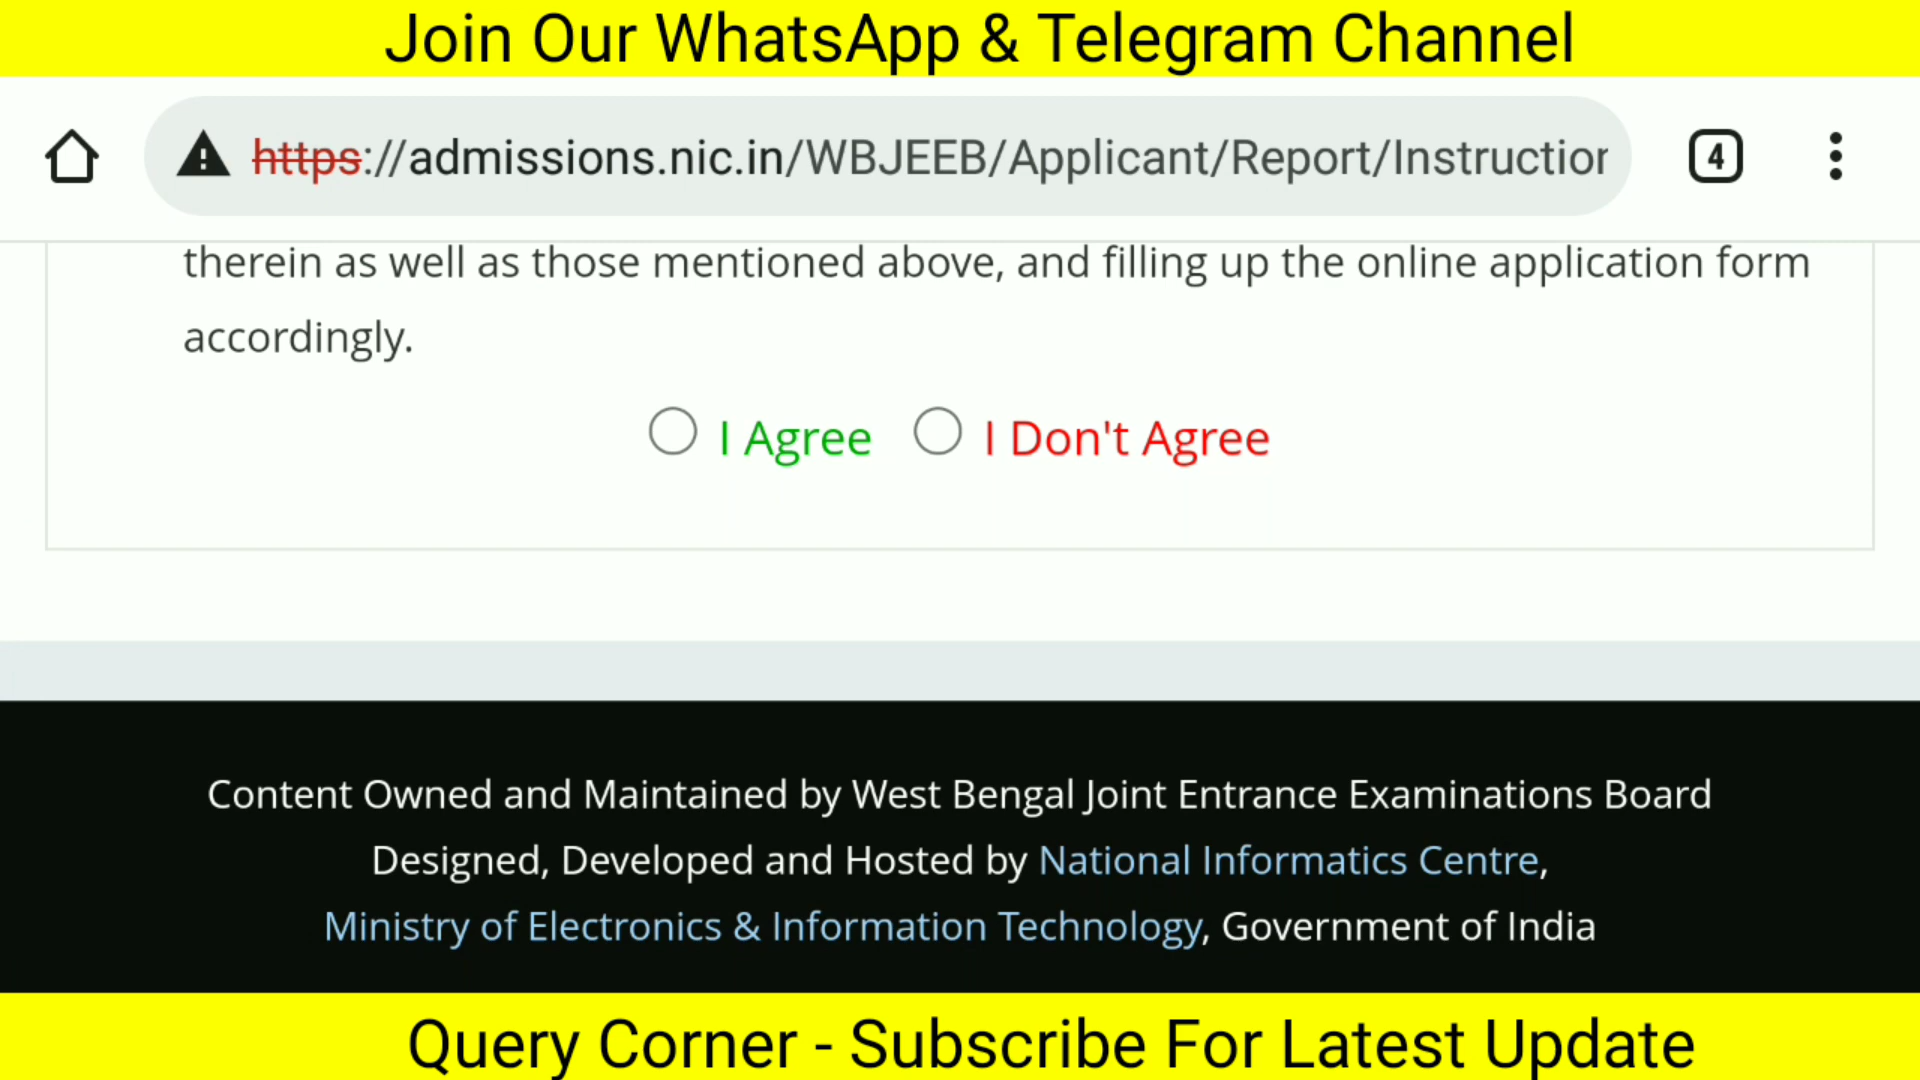 Join Our WhatsApp & Telegram Channel
https://admissions.nic.in/WBJEEB/Applicant/Report/Instruction
4
therein as well as those mentioned above, and filling up the online application form
accordingly.
I Agree I Don't Agree
Content Owned and Maintained by West Bengal Joint Entrance Examinations Board
Designed, Developed and Hosted by National Informatics Centre,
Ministry of Electronics & Information Technology, Government of India
Query Corner - Subscribe For Latest Update